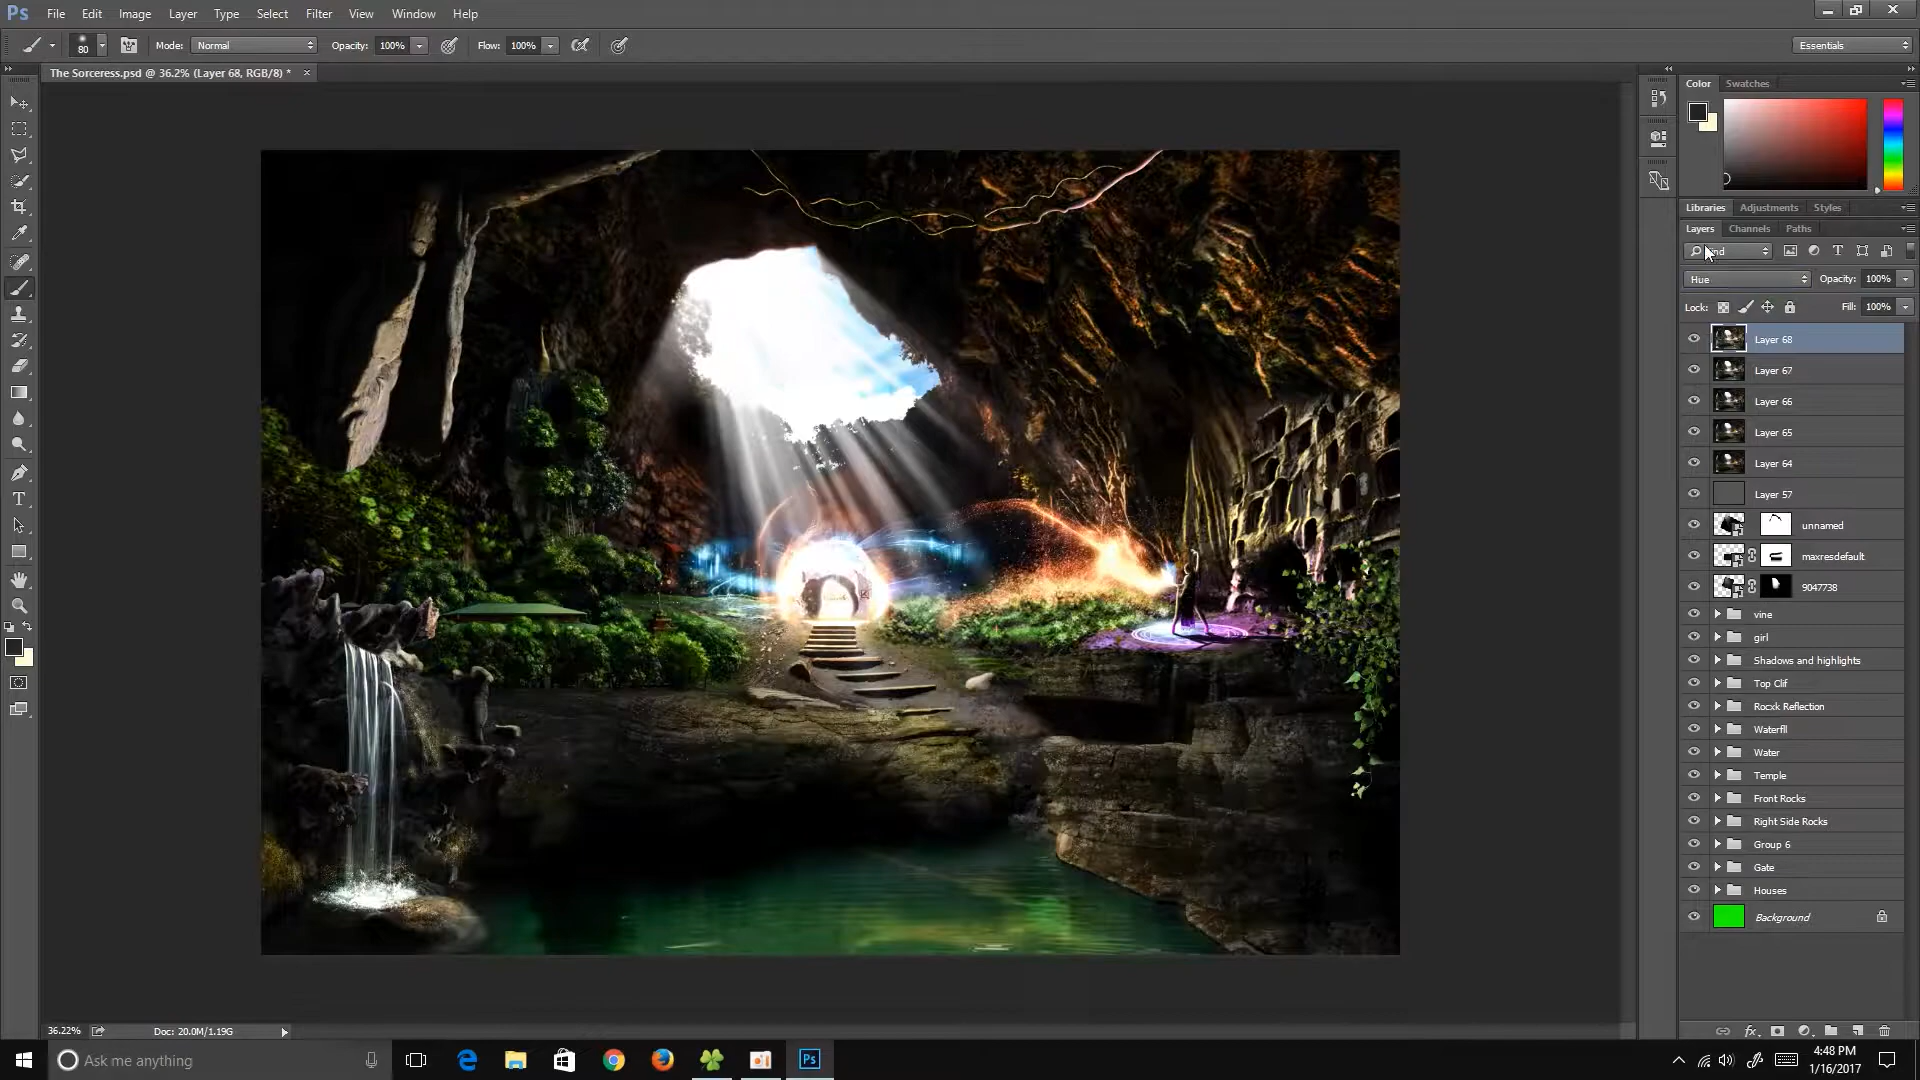 Ps File Edit Image Layer Type Select Filter View Window Help
80 Mode: Normal Opacity: 100% Flow: 100% Essentials
The Sorceress.psd @ 36.2% (Layer 68, RGB/8) * ×
Color Swatches
Libraries Adjustments Styles
Layers Channels Paths
Hue Opacity: 100%
Lock: Fill: 100%
Layer 68
Layer 67
Layer 66
Layer 65
Layer 64
Layer 57
unnamed
maxresdefault
9047738
vine
girl
Shadows and highlights
Top Clif
Rocxk Reflection
Waterfll
Water
Temple
Front Rocks
Right Side Rocks
Group 6
Gate
Houses
Background
36.22% Doc: 20.0M/1.19G
Ask me anything
Ps
4:48 PM
1/16/2017